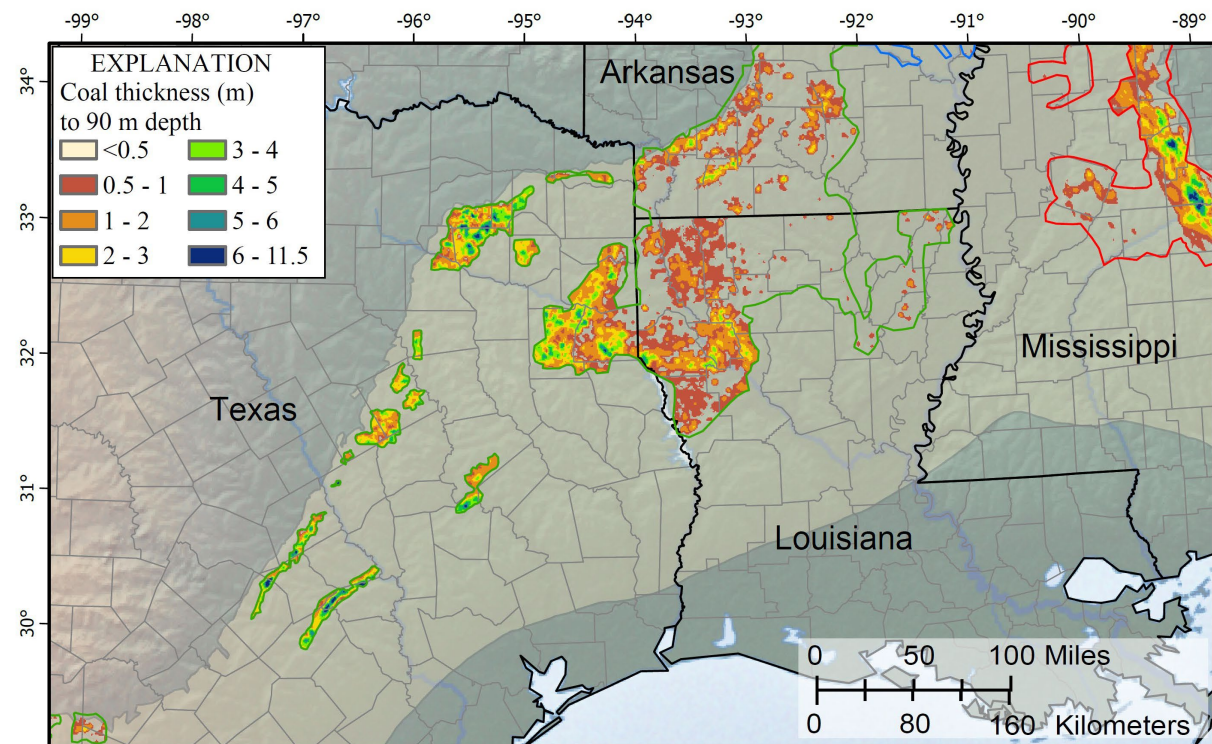 -99 -98 -97 -96 -95 -94 -93 -92 -91 -90 -89
EXPLANATION
Coal thickness (m)
to 90 m depth
<0.5 3 - 4
0.5 - 1 4 - 5
1 - 2 5 - 6
2 - 3 6 - 11.5
34°
33°
32°
31°
30°
Arkansas
Mississippi
Texas
Louisiana
0 50 100 Miles
0 80 160 Kilometers